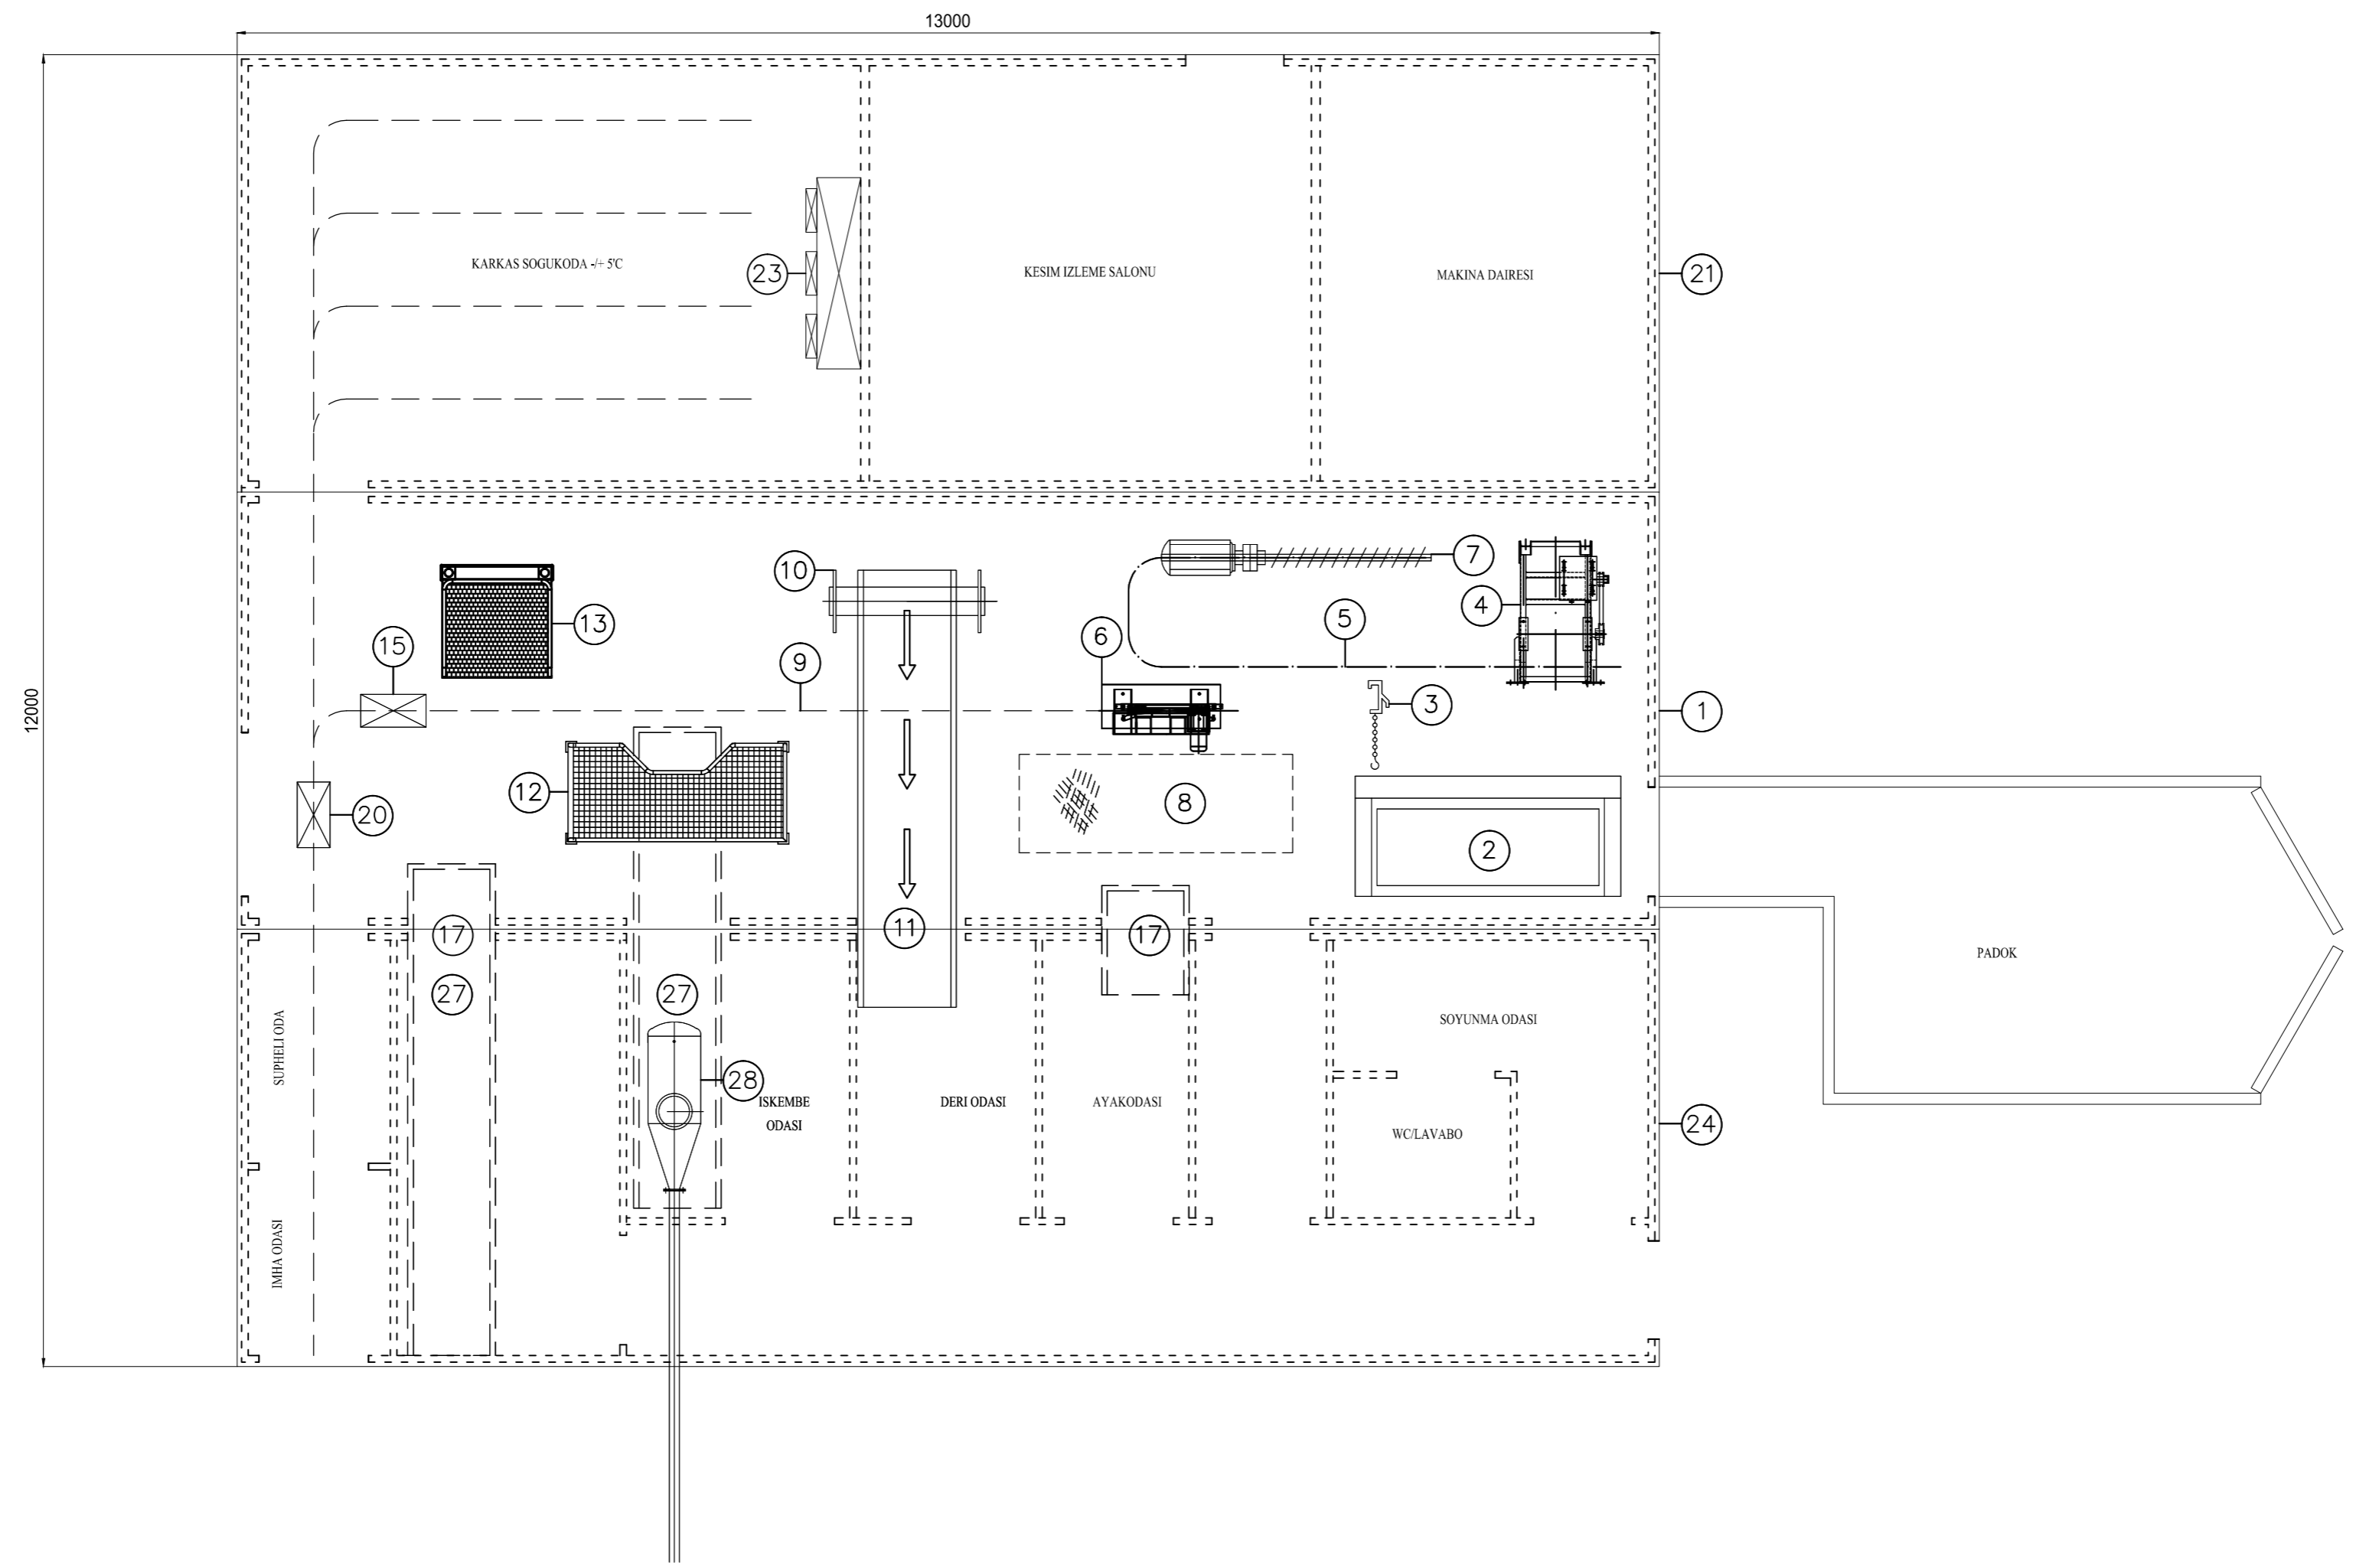 13000
12000
KARKAS SOGUKODA -/+ 5'C
23
KESIM IZLEME SALONU
MAKINA DAIRESI
21
10
7
13
4
5
6
15
9
3
1
12
8
20
2
11
17
17
PADOK
27
27
SOYUNMA ODASI
SUPHELI ODA
28
ISKEMBE
ODASI
DERI ODASI
AYAKODASI
24
WC/LAVABO
IMHA ODASI